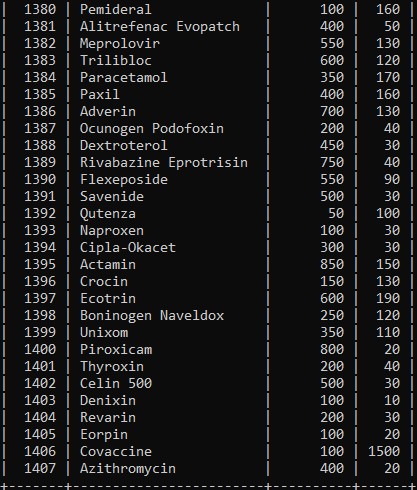 | 1380 | Pemideral | 100 | 160 |
| 1381 | Alitrefenac Evopatch | 400 | 50 |
| 1382 | Meprolovir | 550 | 130 |
| 1383 | Trilibloc | 600 | 120 |
| 1384 | Paracetamol | 350 | 170 |
| 1385 | Paxil | 400 | 160 |
| 1386 | Adverin | 700 | 130 |
| 1387 | Ocunogen Podofoxin | 200 | 40 |
| 1388 | Dextroterol | 450 | 30 |
| 1389 | Rivabazine Eprotrisin | 750 | 40 |
| 1390 | Flexeposide | 550 | 90 |
| 1391 | Savenide | 500 | 30 |
| 1392 | Qutenza | 50 | 100 |
| 1393 | Naproxen | 100 | 30 |
| 1394 | Cipla-Okacet | 300 | 30 |
| 1395 | Actamin | 850 | 150 |
| 1396 | Crocin | 150 | 130 |
| 1397 | Ecotrin | 600 | 190 |
| 1398 | Boninogen Naveldox | 250 | 120 |
| 1399 | Unixom | 350 | 110 |
| 1400 | Piroxicam | 800 | 20 |
| 1401 | Thyroxin | 200 | 40 |
| 1402 | Celin 500 | 500 | 30 |
| 1403 | Denixin | 100 | 10 |
| 1404 | Revarin | 200 | 30 |
| 1405 | Eorpin | 100 | 20 |
| 1406 | Covaccine | 100 | 1500 |
| 1407 | Azithromycin | 400 | 20 |